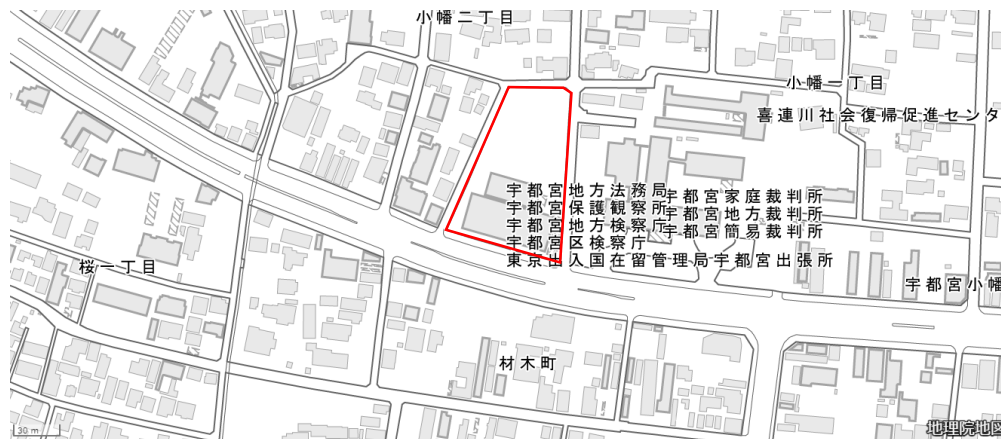 小幡二丁目
小幡一丁目
喜連川社会復帰促進センタ
宇都宮地方法務局
宇都宮保護観察所
宇都宮地方検察庁
宇都宮区検察庁
東京出入国在留管理局宇都宮出張所
宇都宮家庭裁判所
宇都宮地方裁判所
宇都宮簡易裁判所
桜一丁目
宇都宮小幡
材木町
30 m
地理院地図